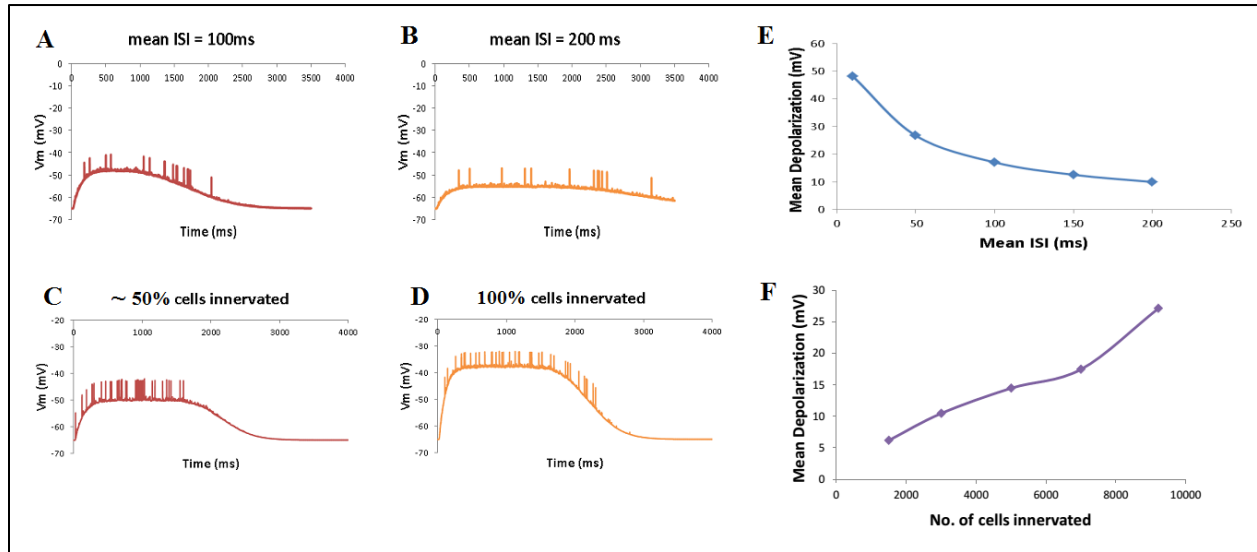 A
mean ISI = 100ms
0 500 1000 1500 2000 2500 3000 3500 4000
0
-10
-20
-30
-40
-50
-60
-70
Vm (mV)
Time (ms)
B
mean ISI = 200 ms
0 500 1000 1500 2000 2500 3000 3500 4000
0
-10
-20
-30
-40
-50
-60
-70
Vm (mV)
Time (ms)
C
~ 50% cells innervated
0 1000 2000 3000 4000
-20
-30
-40
-50
-60
-70
Vm (mV)
Time (ms)
D
100% cells innervated
0 1000 2000 3000 4000
-20
-30
-40
-50
-60
-70
Vm (mV)
Time (ms)
E
60
50
40
30
20
10
0
Mean Depolarization (mV)
0 50 100 150 200 250
Mean ISI (ms)
F
30
25
20
15
10
5
0
Mean Depolarization (mV)
0 2000 4000 6000 8000 10000
No. of cells innervated